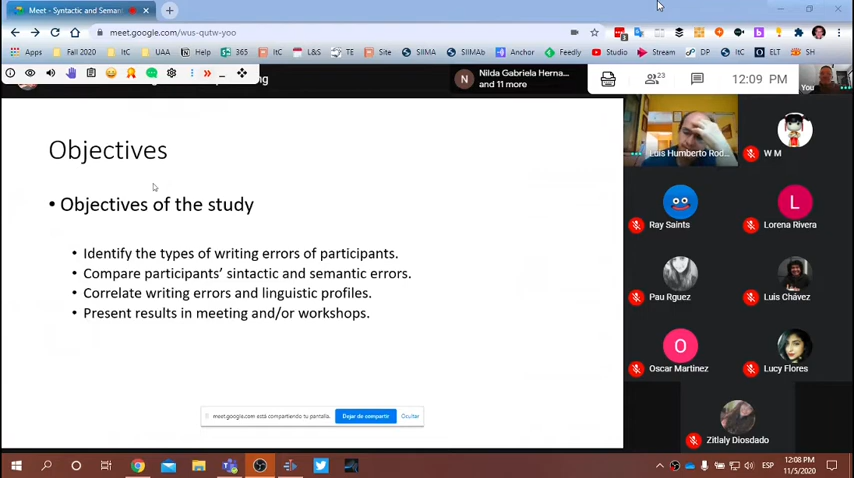 Meet - Syntactic and Semant
meet.google.com/wus-qutw-yoo
Apps Fall 2020 ItC UAA Help 365 ItC L&S TE Site SIIMA SIIMAb Anchor Feedly Studio Stream DP ItC ELT SH
Nilda Gabriela Herna...
and 11 more
23
12:09 PM
You
Objectives
• Objectives of the study
• Identify the types of writing errors of participants.
• Compare participants' sintactic and semantic errors.
• Correlate writing errors and linguistic profiles.
• Present results in meeting and/or workshops.
N
Luis Humberto Rod...
W M
Ray Saints
L
Lorena Rivera
Pau Rguez
Luis Chávez
O
Oscar Martinez
Lucy Flores
Zitlaly Diosdado
meet.google.com está compartiendo tu pantalla.
Dejar de compartir
Ocultar
ESP
12:08 PM
11/5/2020